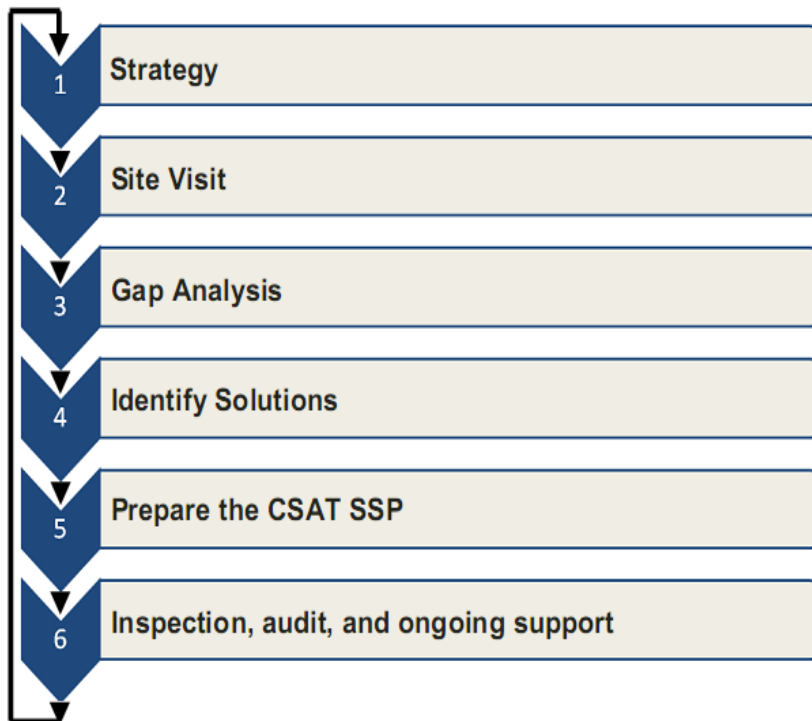 1
Strategy
2
Site Visit
3
Gap Analysis
4
Identify Solutions
5
Prepare the CSAT SSP
6
Inspection, audit, and ongoing support